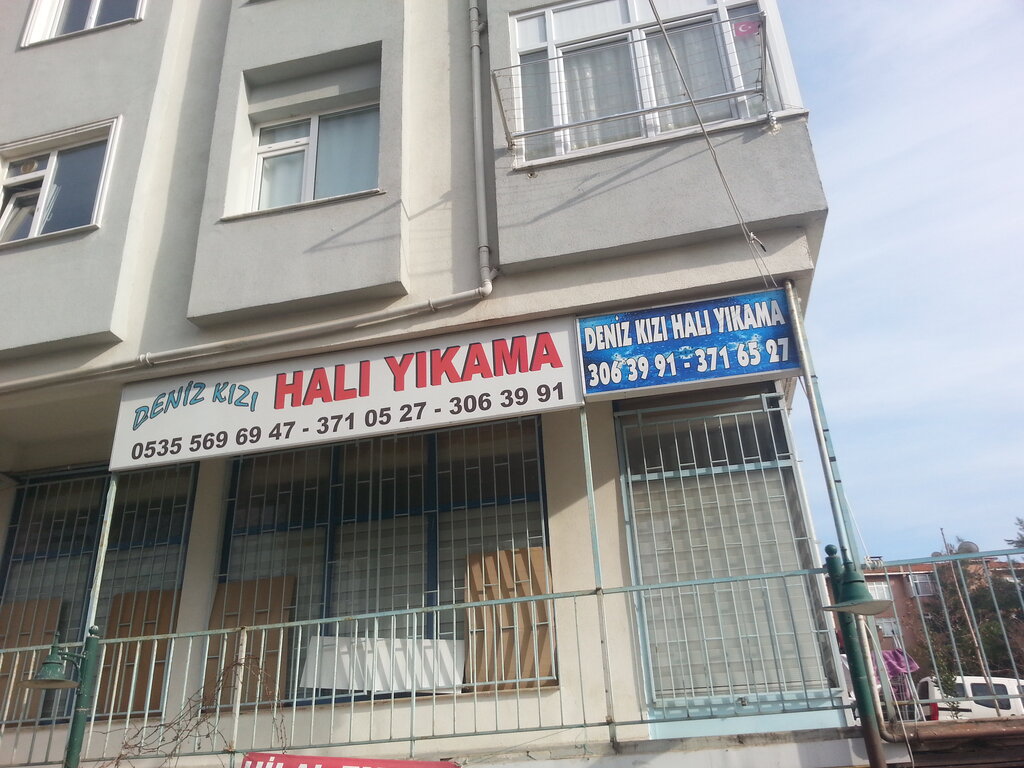 DENİZ KIZI HALI YIKAMA
0535 569 69 47 - 371 05 27 - 306 39 91
DENİZ KIZI HALI YIKAMA
306 39 91 - 371 65 27